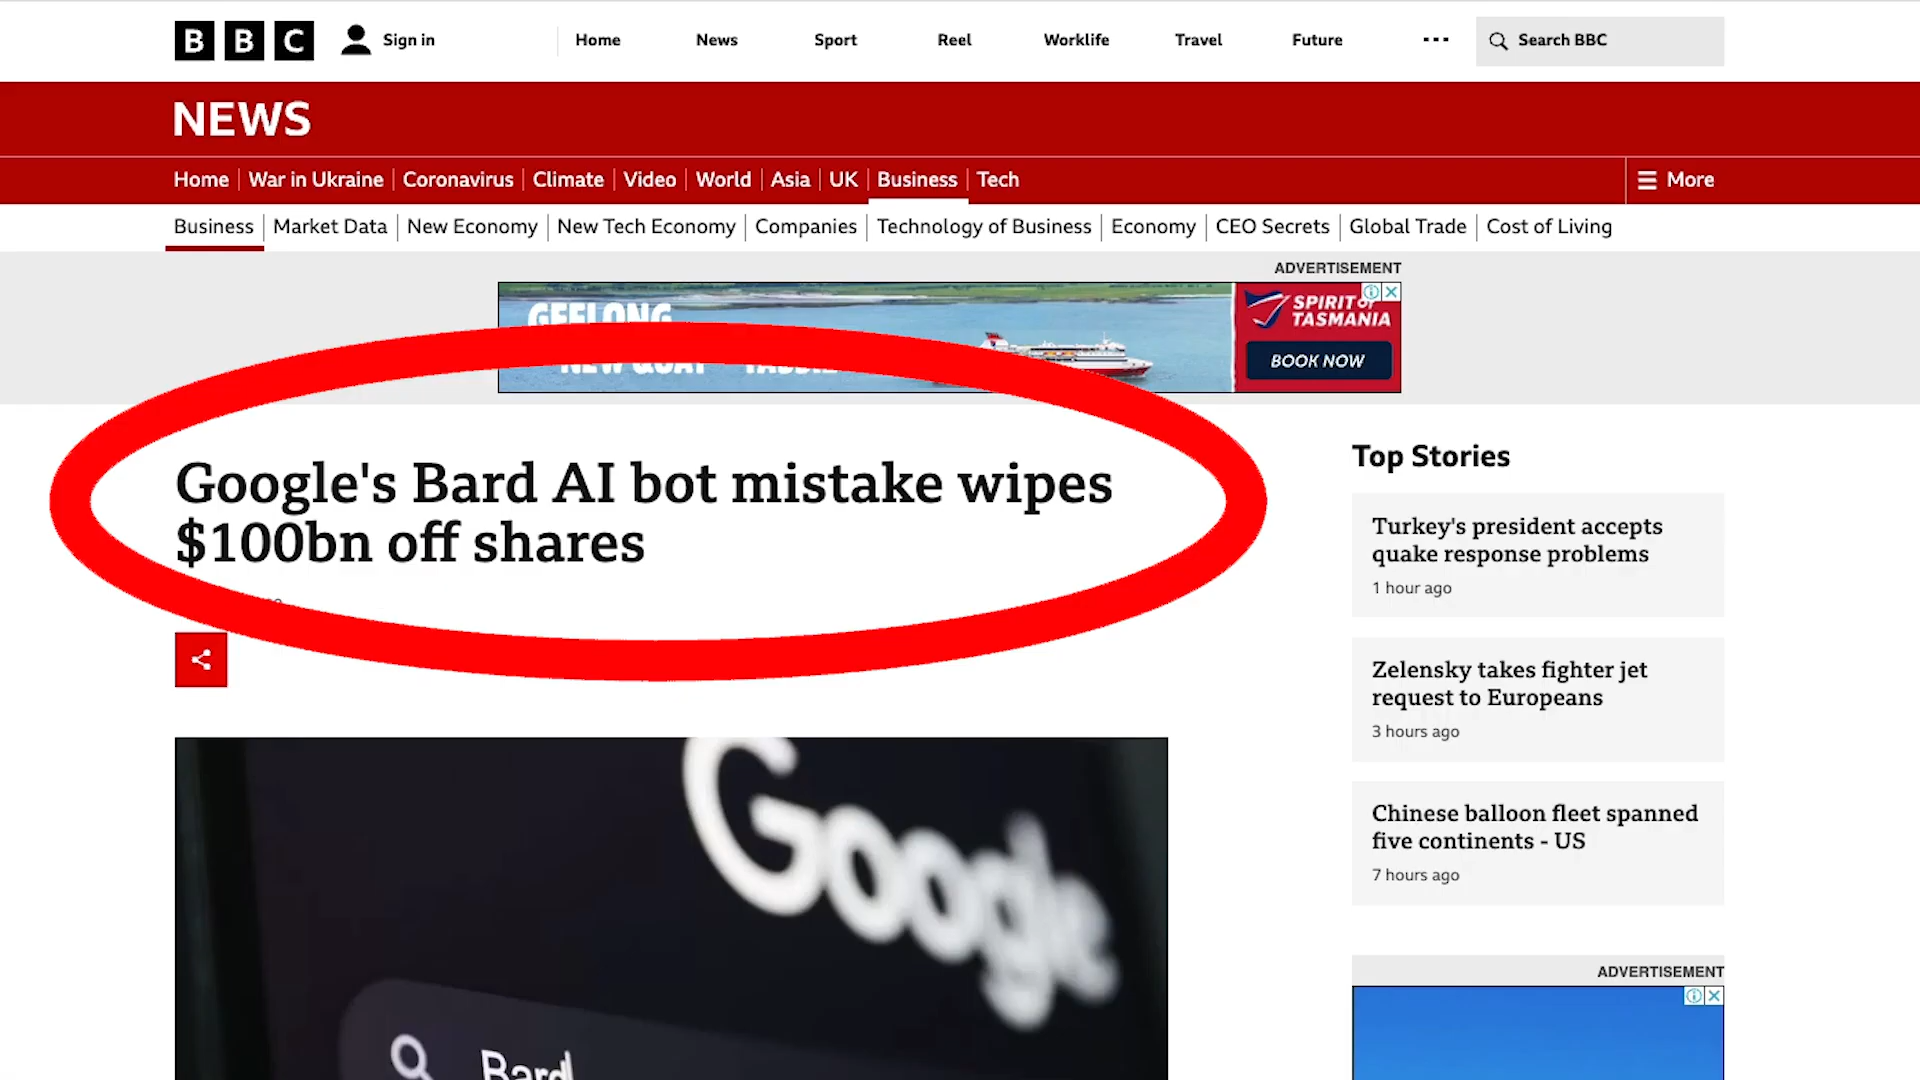 BBC
Sign in
Home
News
Sport
Reel
Worklife
Travel
Future
Search BBC
NEWS
Home
War in Ukraine
Coronavirus
Climate
Video
World
Asia
UK
Business
Tech
More
Business
Market Data
New Economy
New Tech Economy
Companies
Technology of Business
Economy
CEO Secrets
Global Trade
Cost of Living
ADVERTISEMENT
GEELONG
NEW QUAY
SPIRIT OF
TASMANIA
BOOK NOW
Google's Bard AI bot mistake wipes
$100bn off shares
Google
Bard
Top Stories
Turkey's president accepts
quake response problems
1 hour ago
Zelensky takes fighter jet
request to Europeans
3 hours ago
Chinese balloon fleet spanned
five continents - US
7 hours ago
ADVERTISEMENT